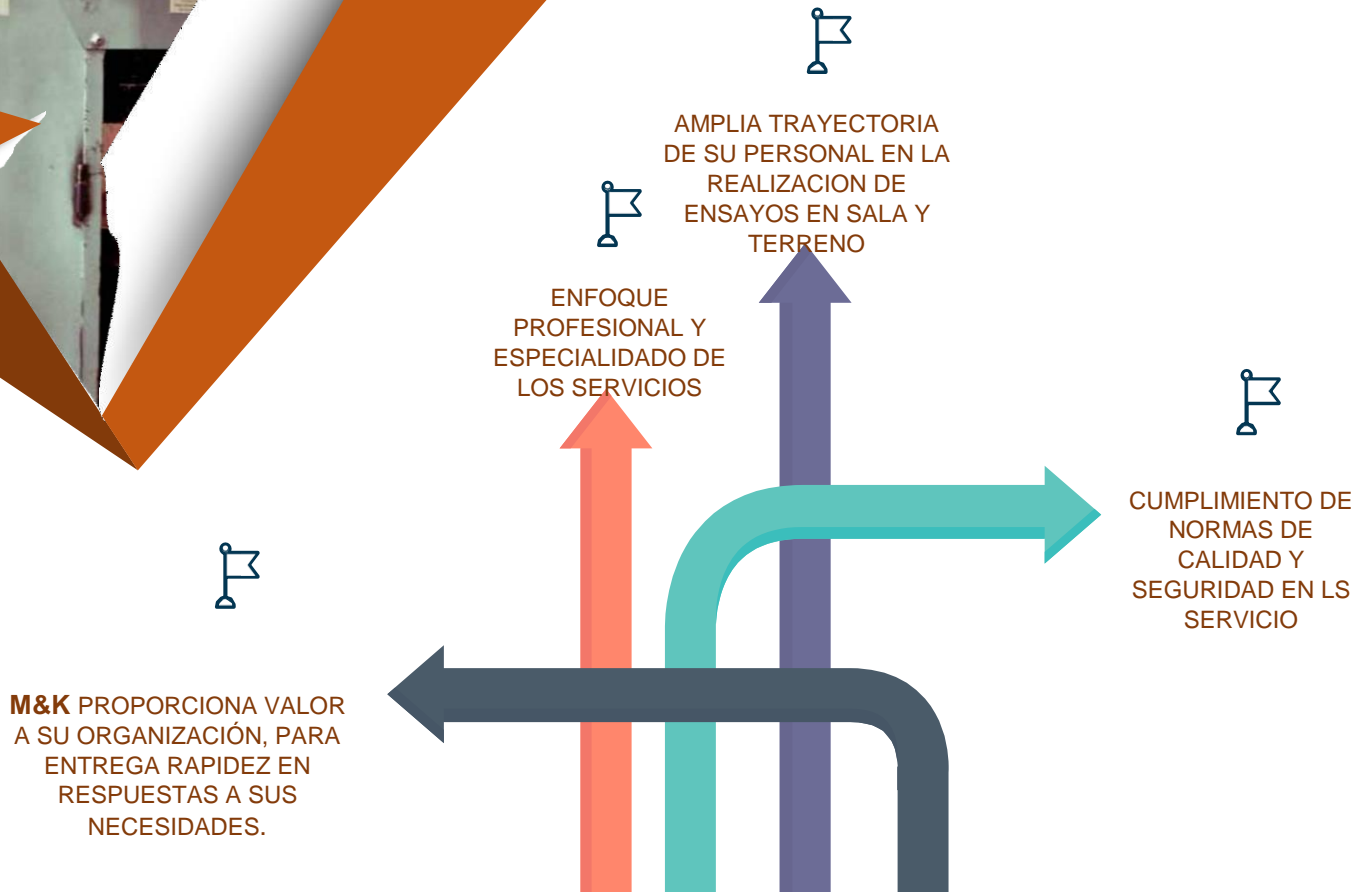 AMPLIA TRAYECTORIA
DE SU PERSONAL EN LA
REALIZACION DE
ENSAYOS EN SALA Y
TERRENO
ENFOQUE
PROFESIONAL Y
ESPECIALIDADO DE
LOS SERVICIOS
CUMPLIMIENTO DE
NORMAS DE
CALIDAD Y
SEGURIDAD EN LS
SERVICIO
M&K PROPORCIONA VALOR
A SU ORGANIZACIÓN, PARA
ENTREGA RAPIDEZ EN
RESPUESTAS A SUS
NECESIDADES.